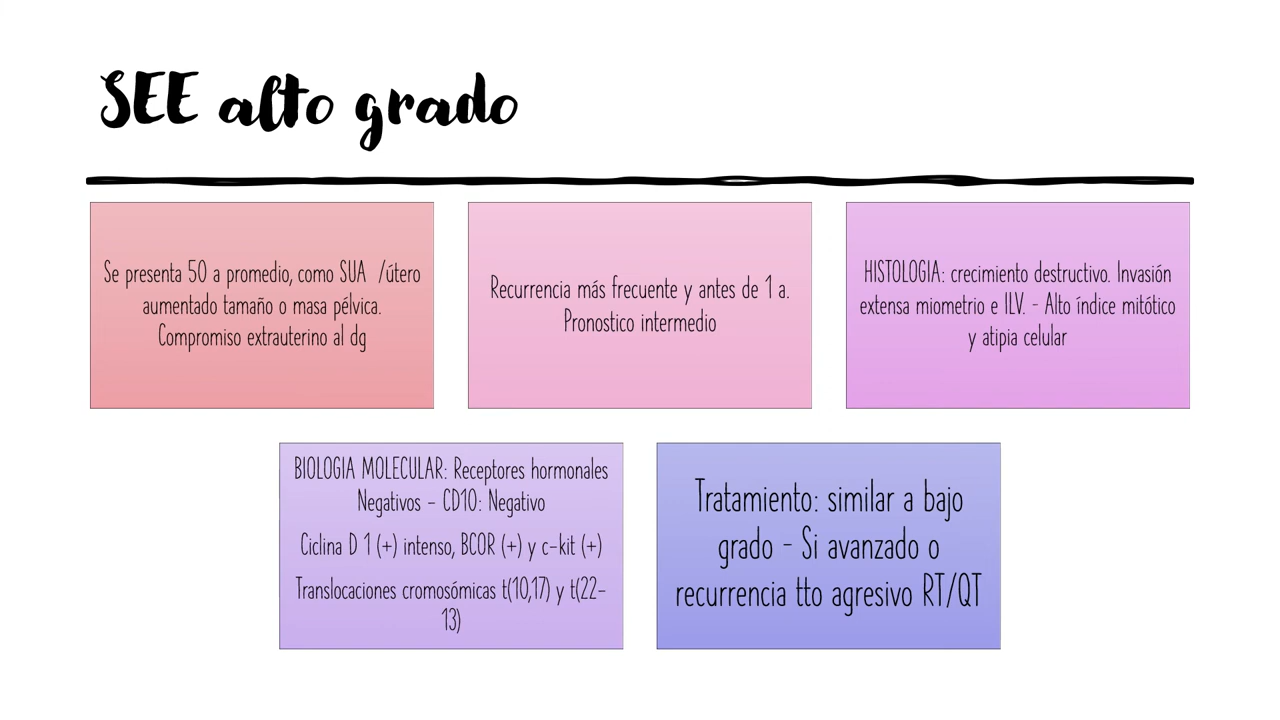 SEE alto grado
Se presenta 50 a promedio, como SUA /útero
aumentado tamaño o masa pélvica.
Compromiso extrauterino al dg
Recurrencia más frecuente y antes de 1 a.
Pronostico intermedio
HISTOLOGIA: crecimiento destructivo. Invasión
extensa miometrio e ILV. - Alto índice mitótico
y atipia celular
BIOLOGIA MOLECULAR: Receptores hormonales
Negativos - CD10: Negativo
Ciclina D 1 (+) intenso, BCOR (+) y c-kit (+)
Translocaciones cromosómicas t(10,17) y t(22-
13)
Tratamiento: similar a bajo
grado - Si avanzado o
recurrencia tto agresivo RT/QT